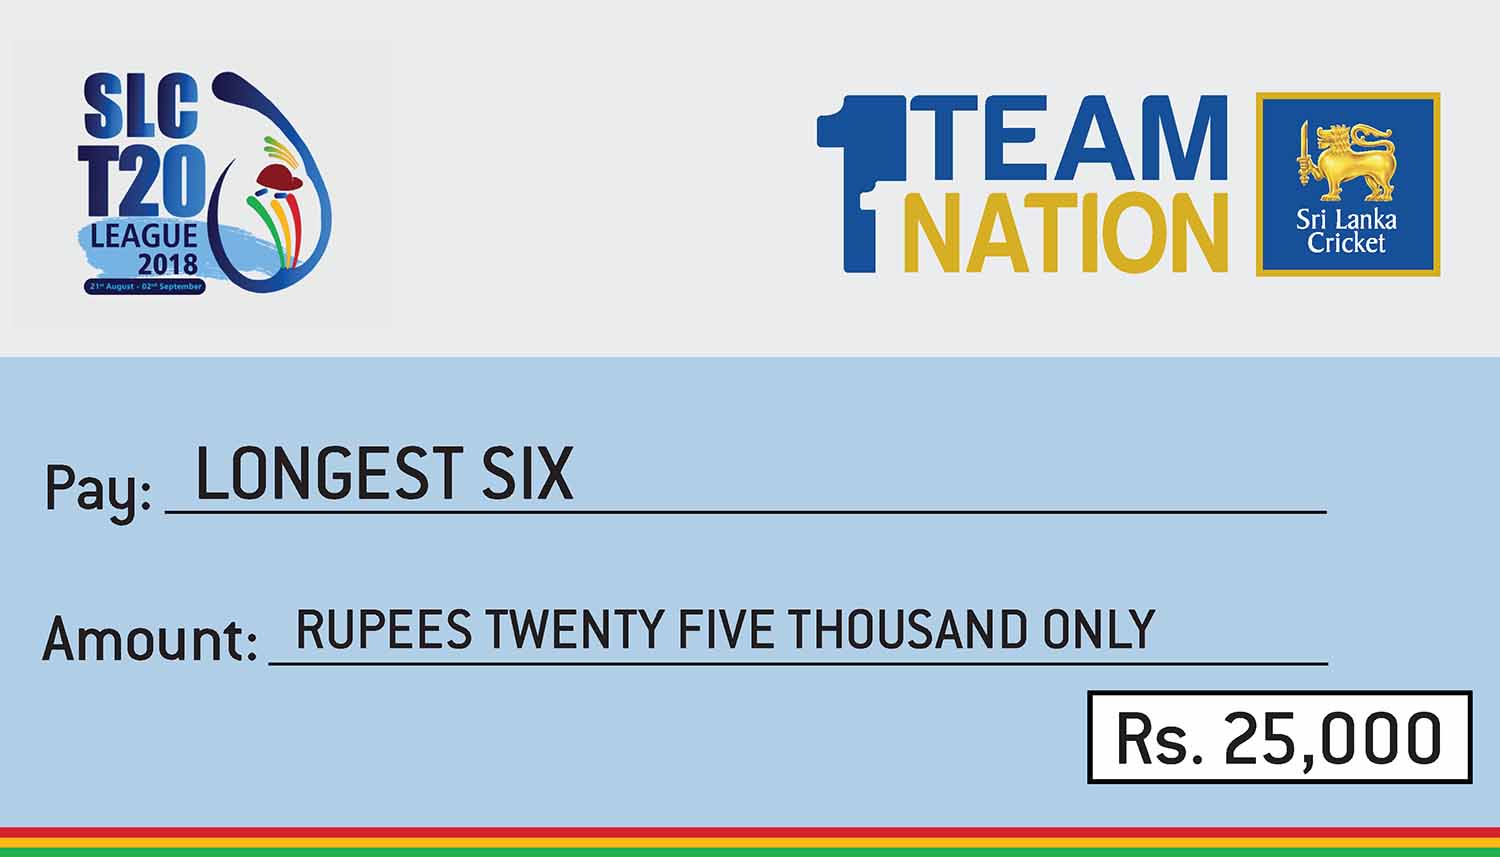 SLC
T20
LEAGUE
2018
21st August - 02nd September
1 TEAM
NATION
Sri Lanka
Cricket
Pay: LONGEST SIX
Amount: RUPEES TWENTY FIVE THOUSAND ONLY
Rs. 25,000